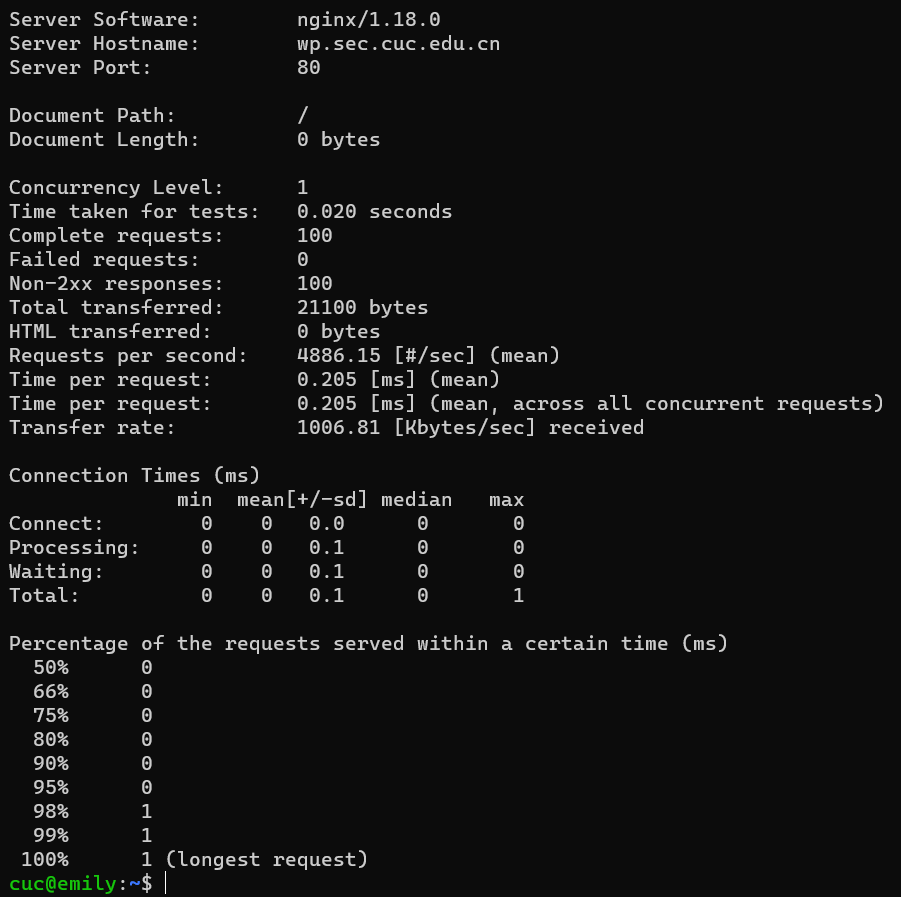 Server Software:        nginx/1.18.0
Server Hostname:        wp.sec.cuc.edu.cn
Server Port:            80
Document Path:          /
Document Length:        0 bytes
Concurrency Level:      1
Time taken for tests:   0.020 seconds
Complete requests:      100
Failed requests:        0
Non-2xx responses:      100
Total transferred:      21100 bytes
HTML transferred:       0 bytes
Requests per second:    4886.15 [#/sec] (mean)
Time per request:       0.205 [ms] (mean)
Time per request:       0.205 [ms] (mean, across all concurrent requests)
Transfer rate:          1006.81 [Kbytes/sec] received
Connection Times (ms)
              min  mean[+/-sd] median   max
Connect:        0    0   0.0      0       0
Processing:     0    0   0.1      0       0
Waiting:        0    0   0.1      0       0
Total:          0    0   0.1      0       1
Percentage of the requests served within a certain time (ms)
  50%      0
  66%      0
  75%      0
  80%      0
  90%      0
  95%      0
  98%      1
  99%      1
 100%      1 (longest request)
cuc@emily:~$